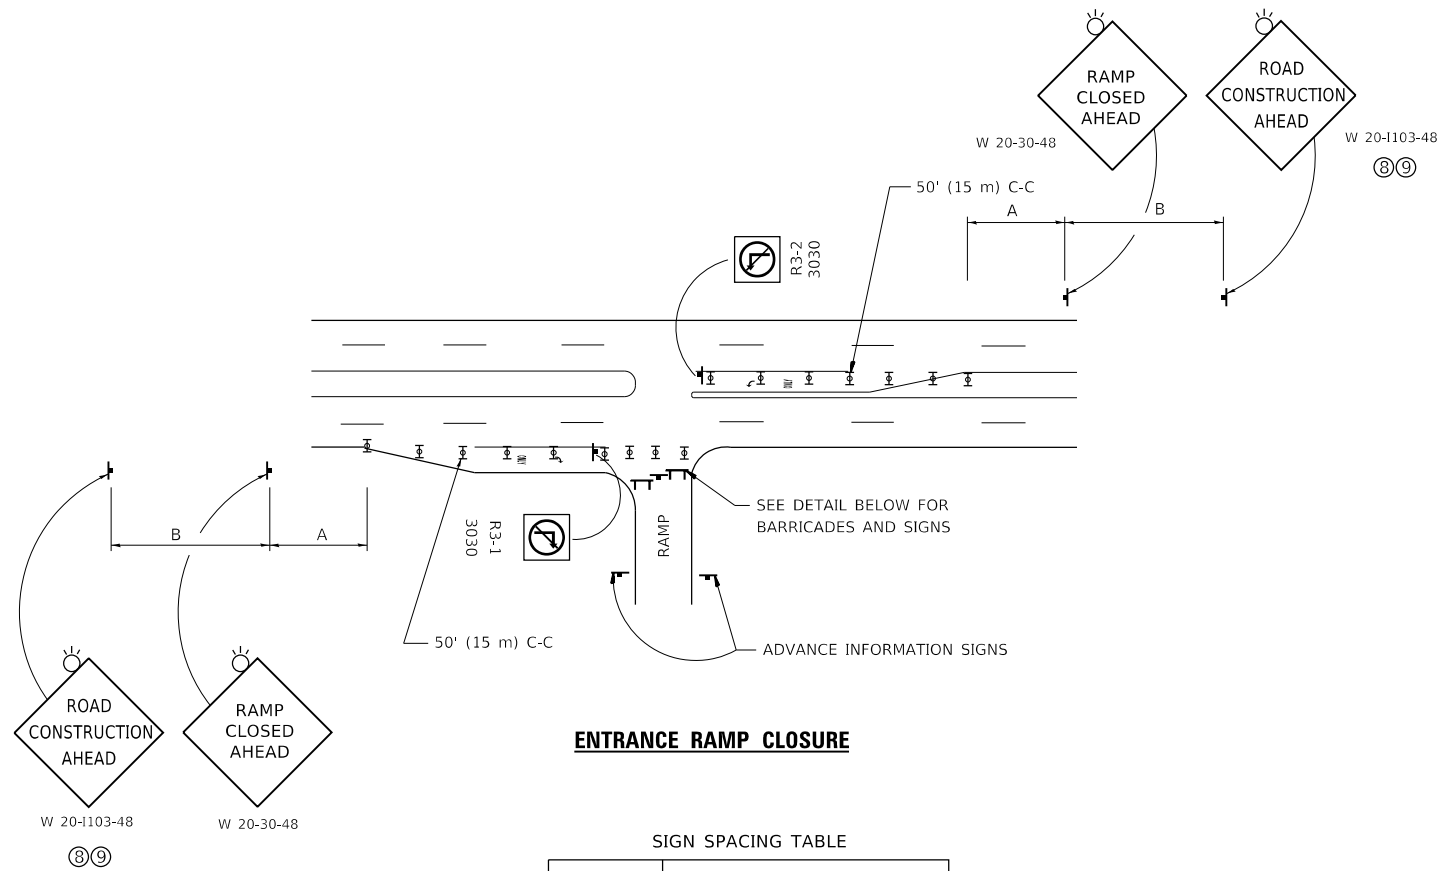 RAMP
CLOSED
AHEAD
W 20-30-48
ROAD
CONSTRUCTION
AHEAD
W 20-I103-48
⑧⑨
50' (15 m) C-C
A
B
R3-2
3030
ONLY
ONLY
B
A
R3-1
3030
RAMP
SEE DETAIL BELOW FOR
BARRICADES AND SIGNS
50' (15 m) C-C
ADVANCE INFORMATION SIGNS
ROAD
CONSTRUCTION
AHEAD
W 20-I103-48
⑧⑨
RAMP
CLOSED
AHEAD
W 20-30-48
ENTRANCE RAMP CLOSURE
SIGN SPACING TABLE